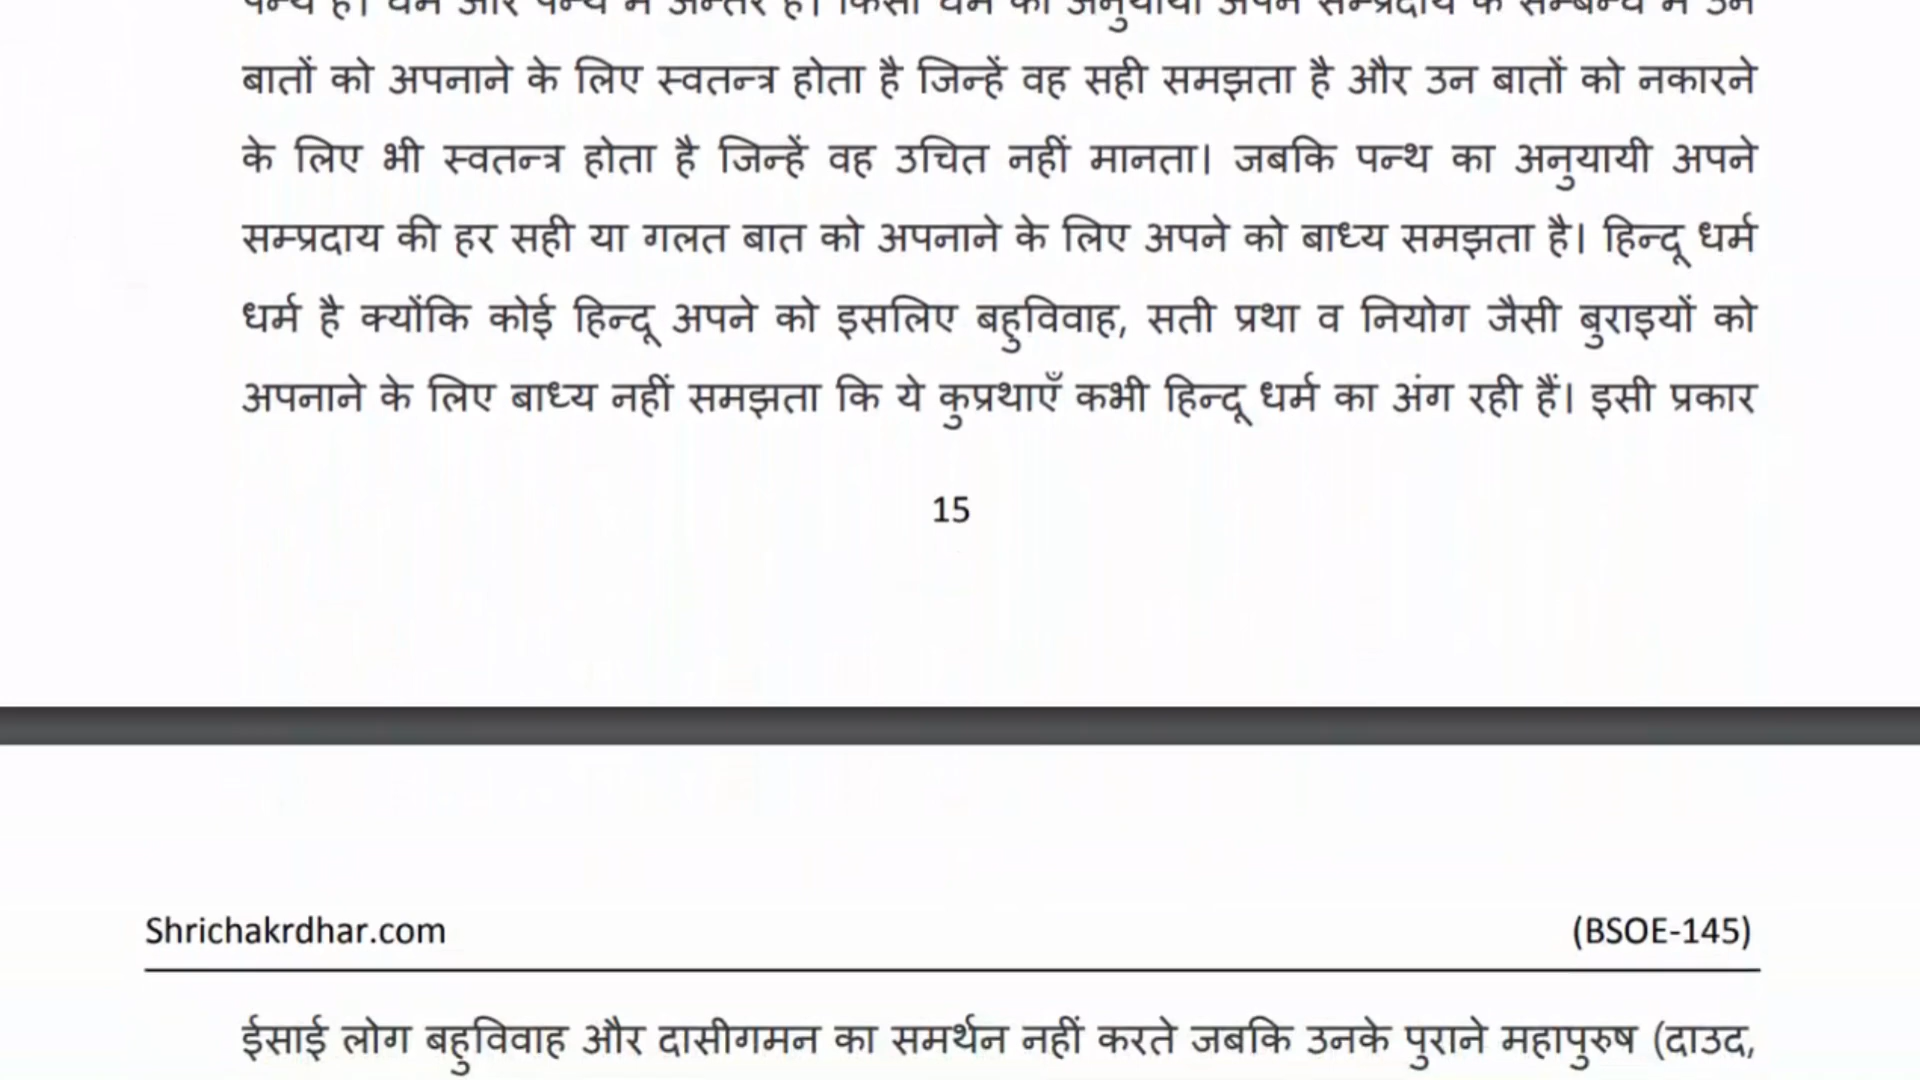 पन्थ है। धर्म और पन्थ में अन्तर है। किसी धर्म का अनुयायी अपने सम्प्रदाय के सम्बन्ध में उन
बातों को अपनाने के लिए स्वतन्त्र होता है जिन्हें वह सही समझता है और उन बातों को नकारने
के लिए भी स्वतन्त्र होता है जिन्हें वह उचित नहीं मानता। जबकि पन्थ का अनुयायी अपने
सम्प्रदाय की हर सही या गलत बात को अपनाने के लिए अपने को बाध्य समझता है। हिन्दू धर्म
धर्म है क्योंकि कोई हिन्दू अपने को इसलिए बहुविवाह, सती प्रथा व नियोग जैसी बुराइयों को
अपनाने के लिए बाध्य नहीं समझता कि ये कुप्रथाएँ कभी हिन्दू धर्म का अंग रही हैं। इसी प्रकार
15
Shrichakrdhar.com (BSOE-145)
ईसाई लोग बहुविवाह और दासीगमन का समर्थन नहीं करते जबकि उनके पुराने महापुरुष (दाउद,